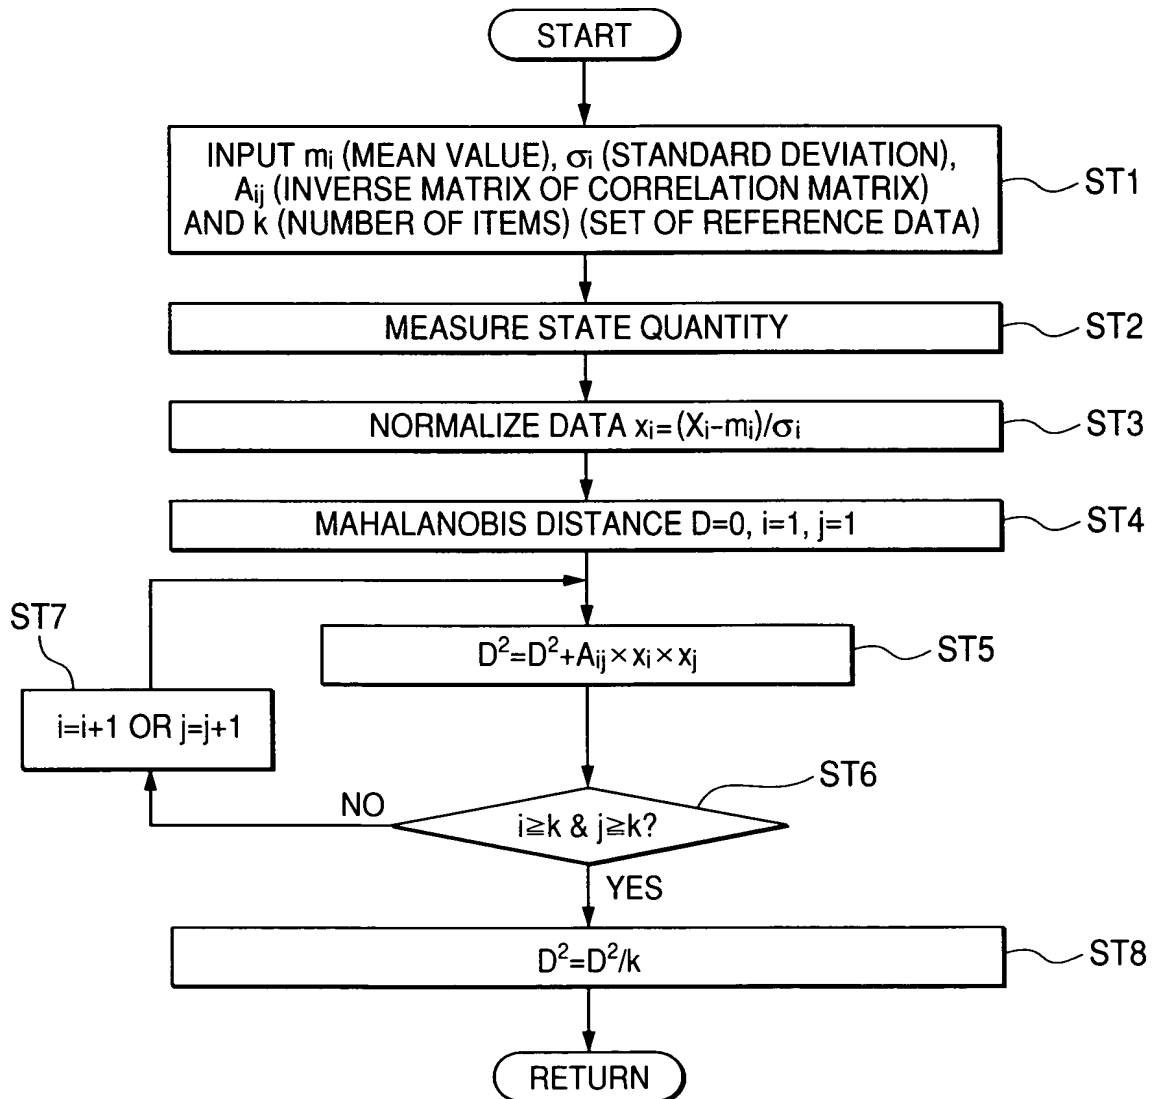 START
INPUT mi (MEAN VALUE), σi (STANDARD DEVIATION),
Aij (INVERSE MATRIX OF CORRELATION MATRIX)
AND k (NUMBER OF ITEMS) (SET OF REFERENCE DATA)
ST1
MEASURE STATE QUANTITY
ST2
NORMALIZE DATA xi=(Xi-mi)/σi
ST3
MAHALANOBIS DISTANCE D=0, i=1, j=1
ST4
ST7
D²=D²+Aij×xi×xj
ST5
i=i+1 OR j=j+1
ST6
NO
i≧k & j≧k?
YES
D²=D²/k
ST8
RETURN